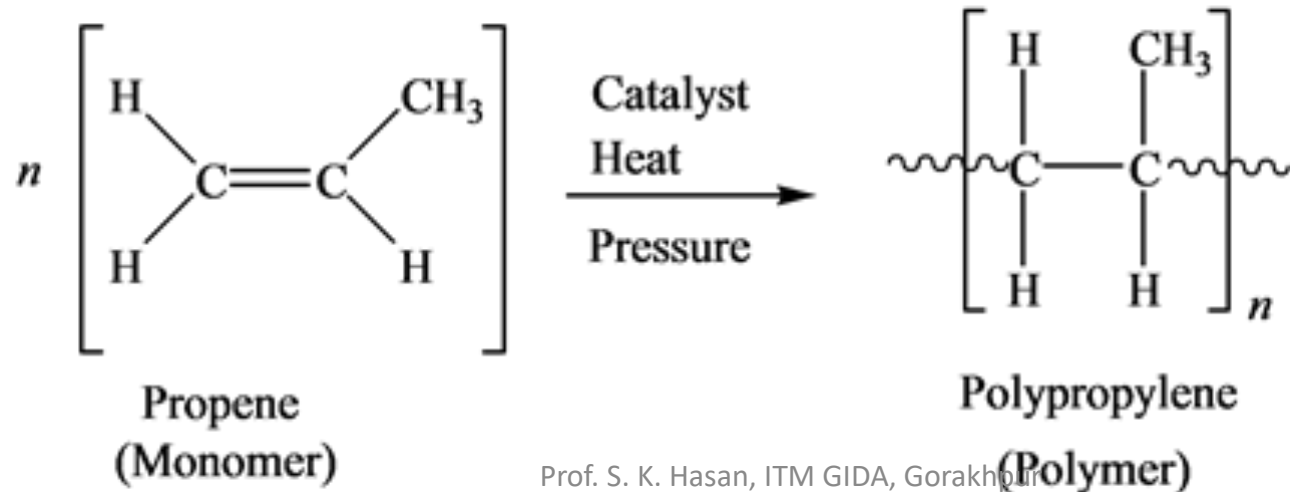 n
H
CH₃
C
C
H
H
Catalyst
Heat
Pressure
H
CH₃
C
C
H
H
n
Propene
(Monomer)
Polypropylene
(Polymer)
Prof. S. K. Hasan, ITM GIDA, Gorakhpur